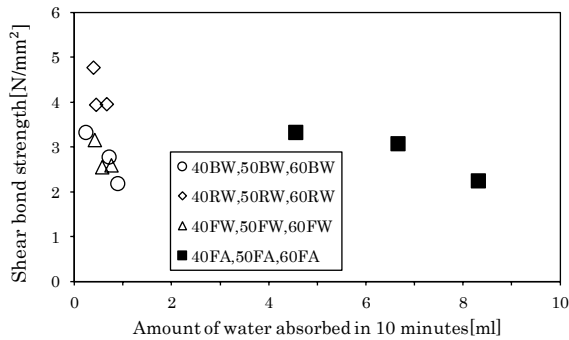 6
5
4
3
2
1
0
Shear bond strength[N/mm²]
40BW,50BW,60BW
40RW,50RW,60RW
40FW,50FW,60FW
40FA,50FA,60FA
0 2 4 6 8 10
Amount of water absorbed in 10 minutes[ml]